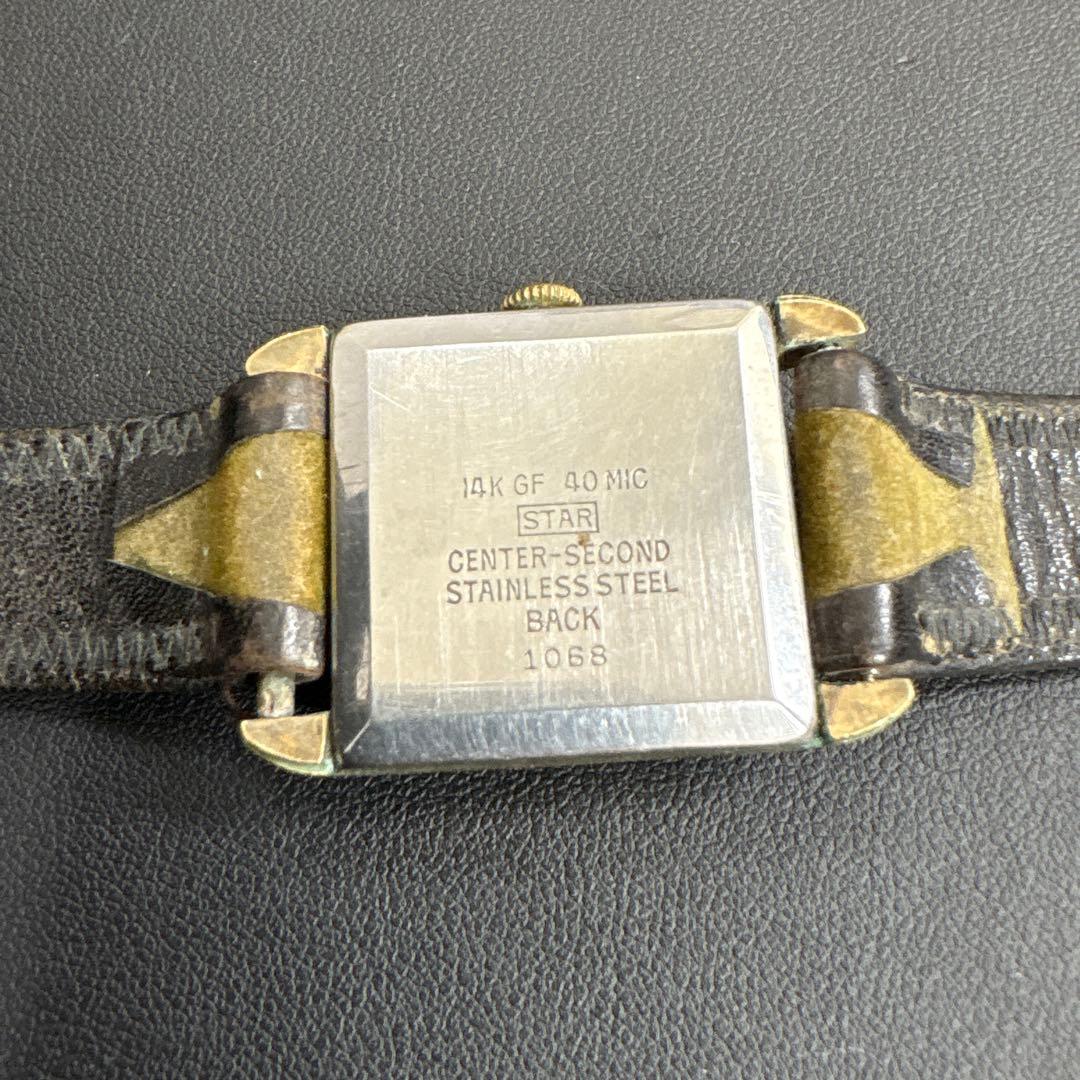 14K GF 40 MIC
STAR
CENTER-SECOND
STAINLESS STEEL
BACK
1068